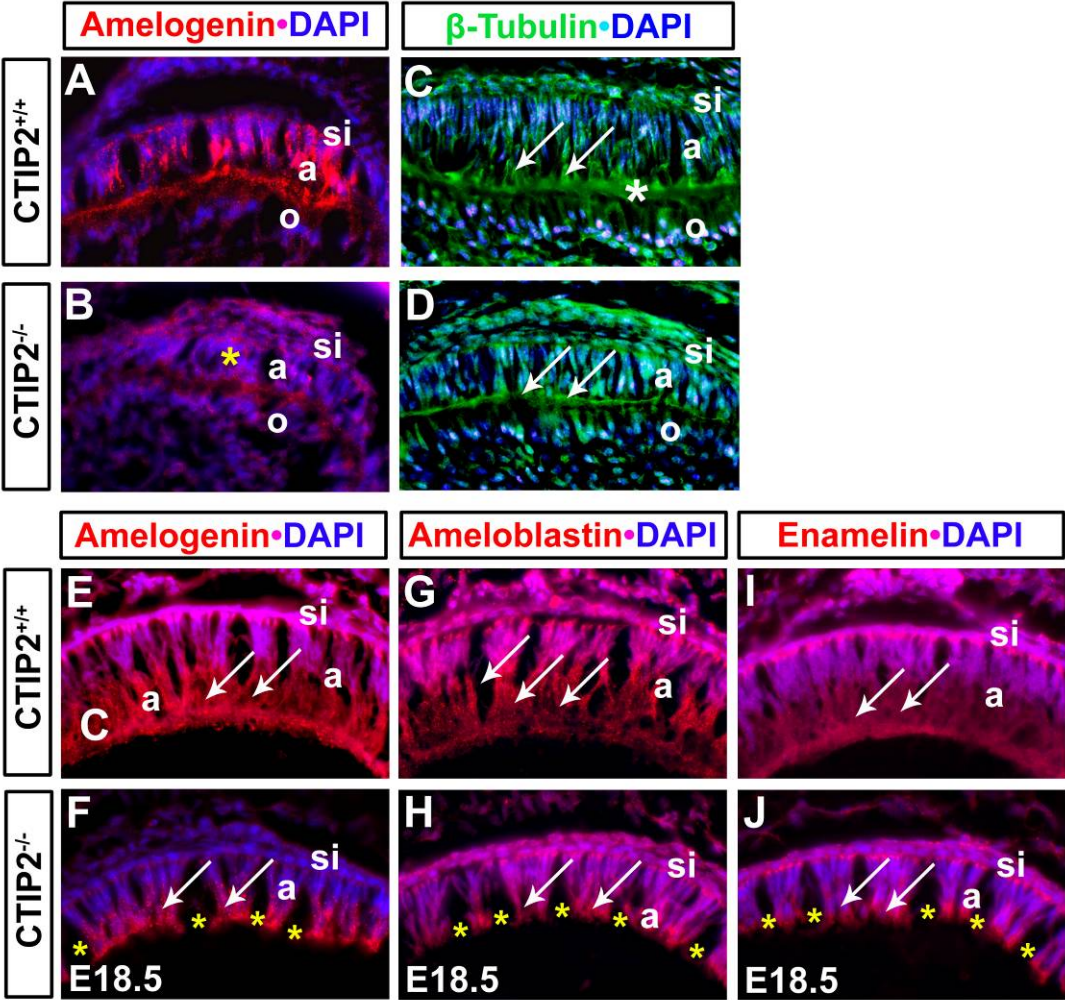 Amelogenin•DAPI
β-Tubulin•DAPI
CTIP2+/+
A
si
a
o
C
si
a
*
o
CTIP2-/-
B
*
si
a
o
D
si
a
o
Amelogenin•DAPI
Ameloblastin•DAPI
Enamelin•DAPI
CTIP2+/+
E
si
a
a
C
G
si
a
I
si
a
CTIP2-/-
F
si
a
* * * *
E18.5
H
si
a
* * * * *
E18.5
J
si
a
* * * * *
E18.5